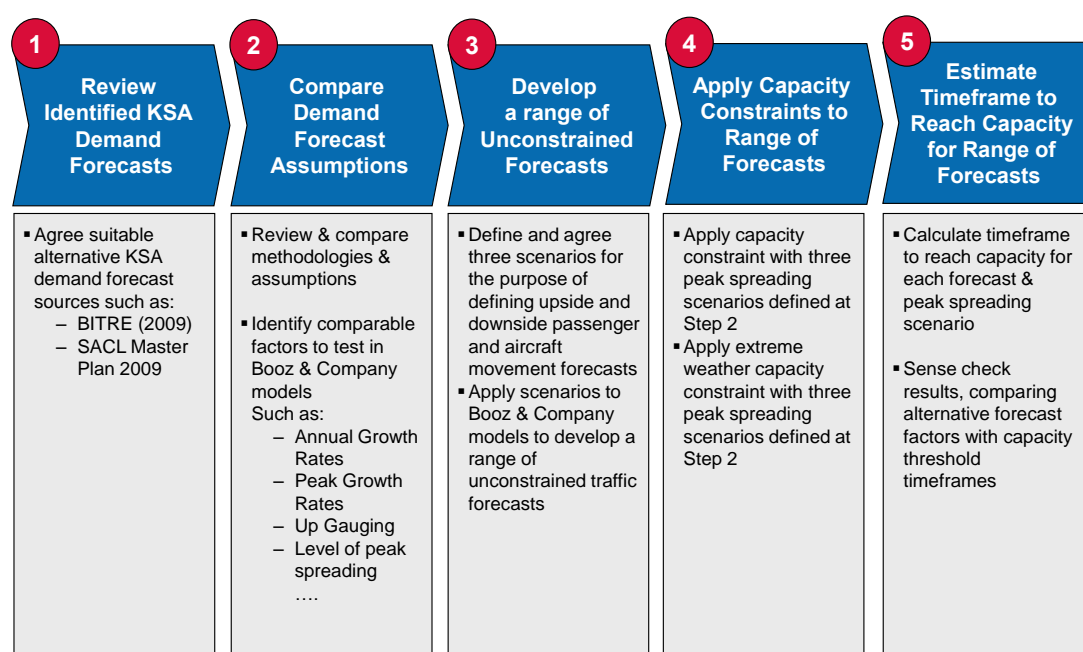 1
Review
Identified KSA
Demand
Forecasts
▪ Agree suitable
alternative KSA
demand forecast
sources such as:
– BITRE (2009)
– SACL Master
Plan 2009
2
Compare
Demand
Forecast
Assumptions
▪ Review & compare
methodologies &
assumptions
▪ Identify comparable
factors to test in
Booz & Company
models
Such as:
– Annual Growth
Rates
– Peak Growth
Rates
– Up Gauging
– Level of peak
spreading
....
3
Develop
a range of
Unconstrained
Forecasts
▪ Define and agree
three scenarios for
the purpose of
defining upside and
downside passenger
and aircraft
movement forecasts
▪ Apply scenarios to
Booz & Company
models to develop a
range of
unconstrained traffic
forecasts
4
Apply Capacity
Constraints to
Range of
Forecasts
▪ Apply capacity
constraint with three
peak spreading
scenarios defined at
Step 2
▪ Apply extreme
weather capacity
constraint with three
peak spreading
scenarios defined at
Step 2
5
Estimate
Timeframe to
Reach Capacity
for Range of
Forecasts
▪ Calculate timeframe
to reach capacity for
each forecast &
peak spreading
scenario
▪ Sense check
results, comparing
alternative forecast
factors with capacity
threshold
timeframes